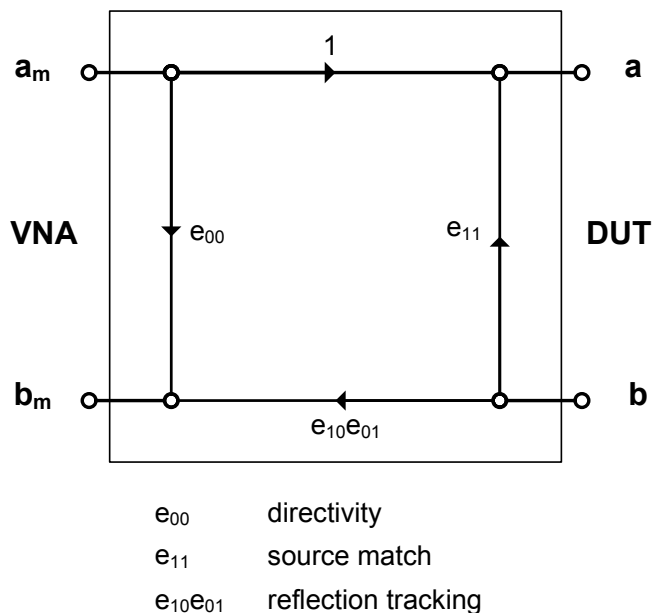 1
aₘ a
VNA e₀₀ e₁₁ DUT
bₘ b
e₁₀e₀₁
e₀₀ directivity
e₁₁ source match
e₁₀e₀₁ reflection tracking